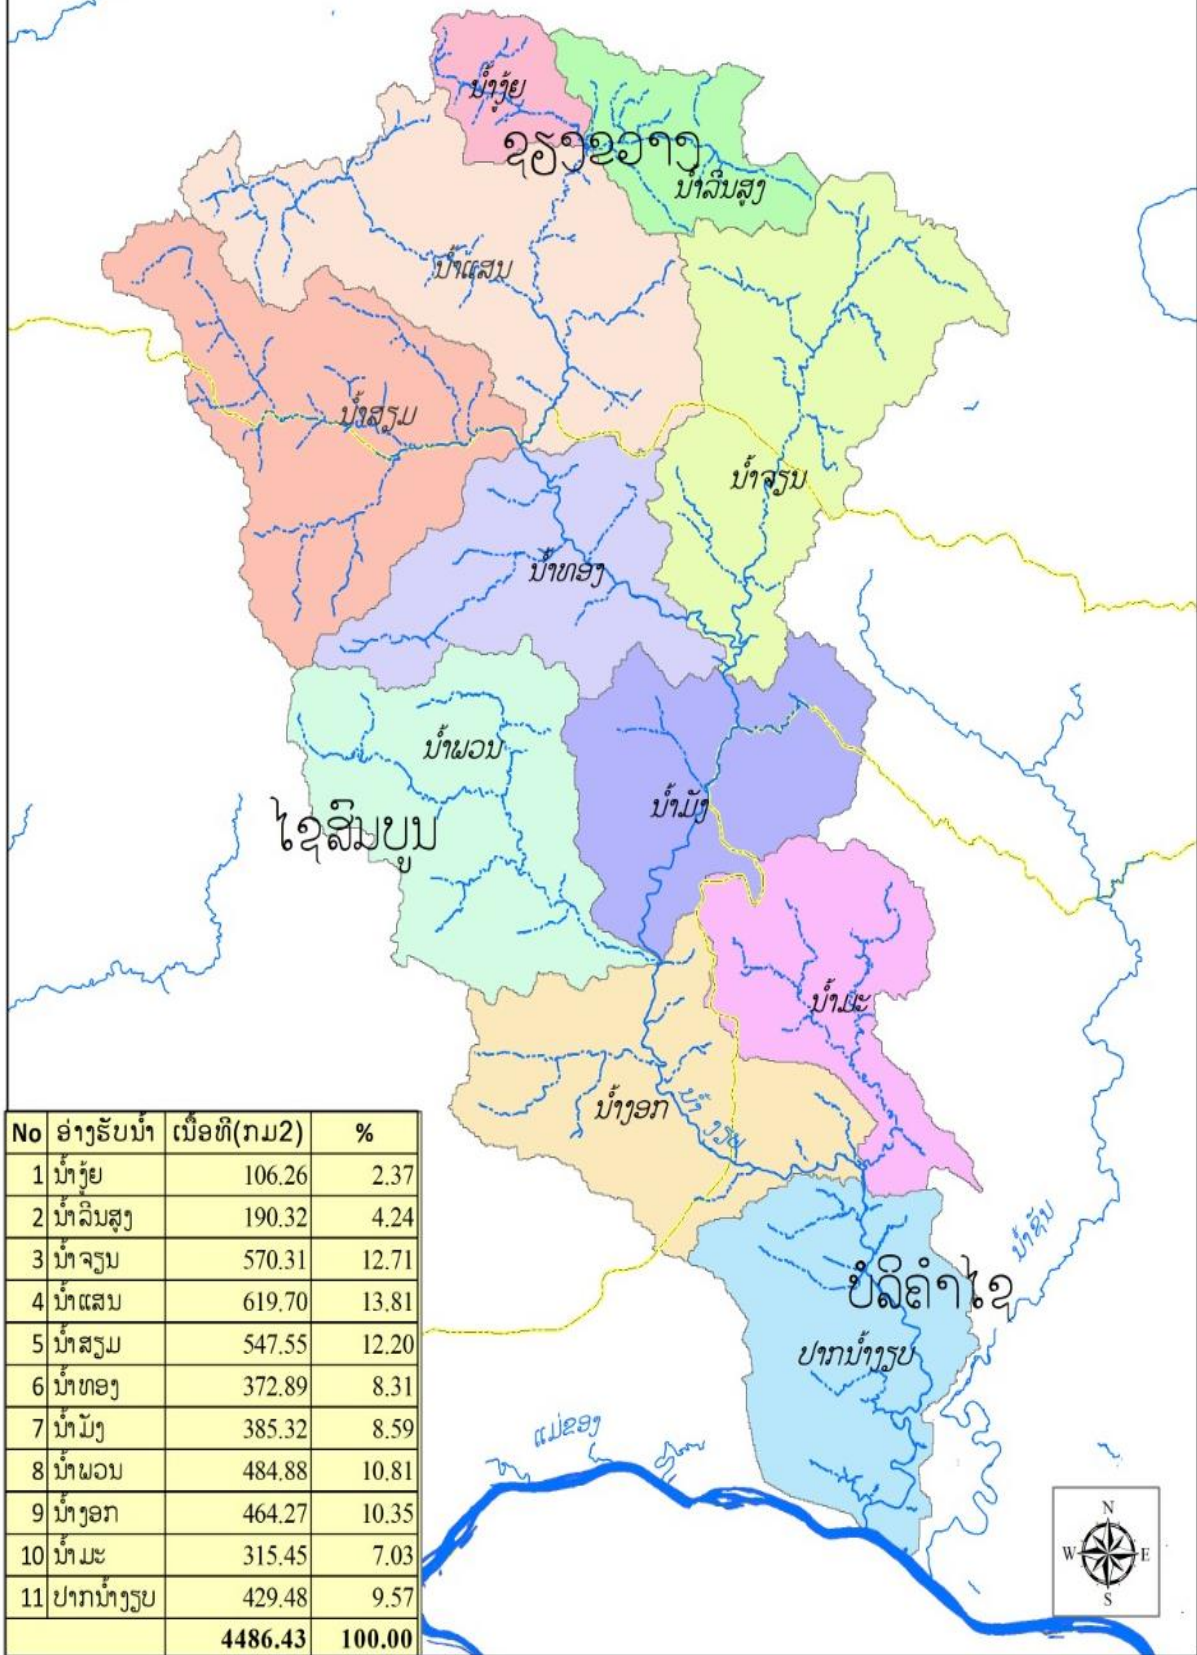 ນ້ຳງຸ້ຍ
ຊຽງຂວາງ
ນ້ຳລິນສູງ
ນ້ຳແສນ
ນ້ຳສຽມ
ນ້ຳຈຽນ
ນ້ຳທອງ
ນ້ຳພວນ
ນ້ຳມັງ
ໄຊສົມບູນ
ນ້ຳມະ
ນ້ຳງອກ
ນ້ຳ ງຽບ
ນ້ຳຊັນ
ບໍລິຄຳໄຊ
ປາກນ້ຳງຽບ
ແມ່ຂອງ
No ອ່າງຮັບນ້ຳ ເນື້ອທີ(ກມ2) %
1 ນ້ຳງຸ້ຍ 106.26 2.37
2 ນ້ຳລິນສູງ 190.32 4.24
3 ນ້ຳຈຽນ 570.31 12.71
4 ນ້ຳແສນ 619.70 13.81
5 ນ້ຳສຽມ 547.55 12.20
6 ນ້ຳທອງ 372.89 8.31
7 ນ້ຳມັງ 385.32 8.59
8 ນ້ຳພວນ 484.88 10.81
9 ນ້ຳງອກ 464.27 10.35
10 ນ້ຳມະ 315.45 7.03
11 ປາກນ້ຳງຽບ 429.48 9.57
4486.43 100.00
N
W E
S